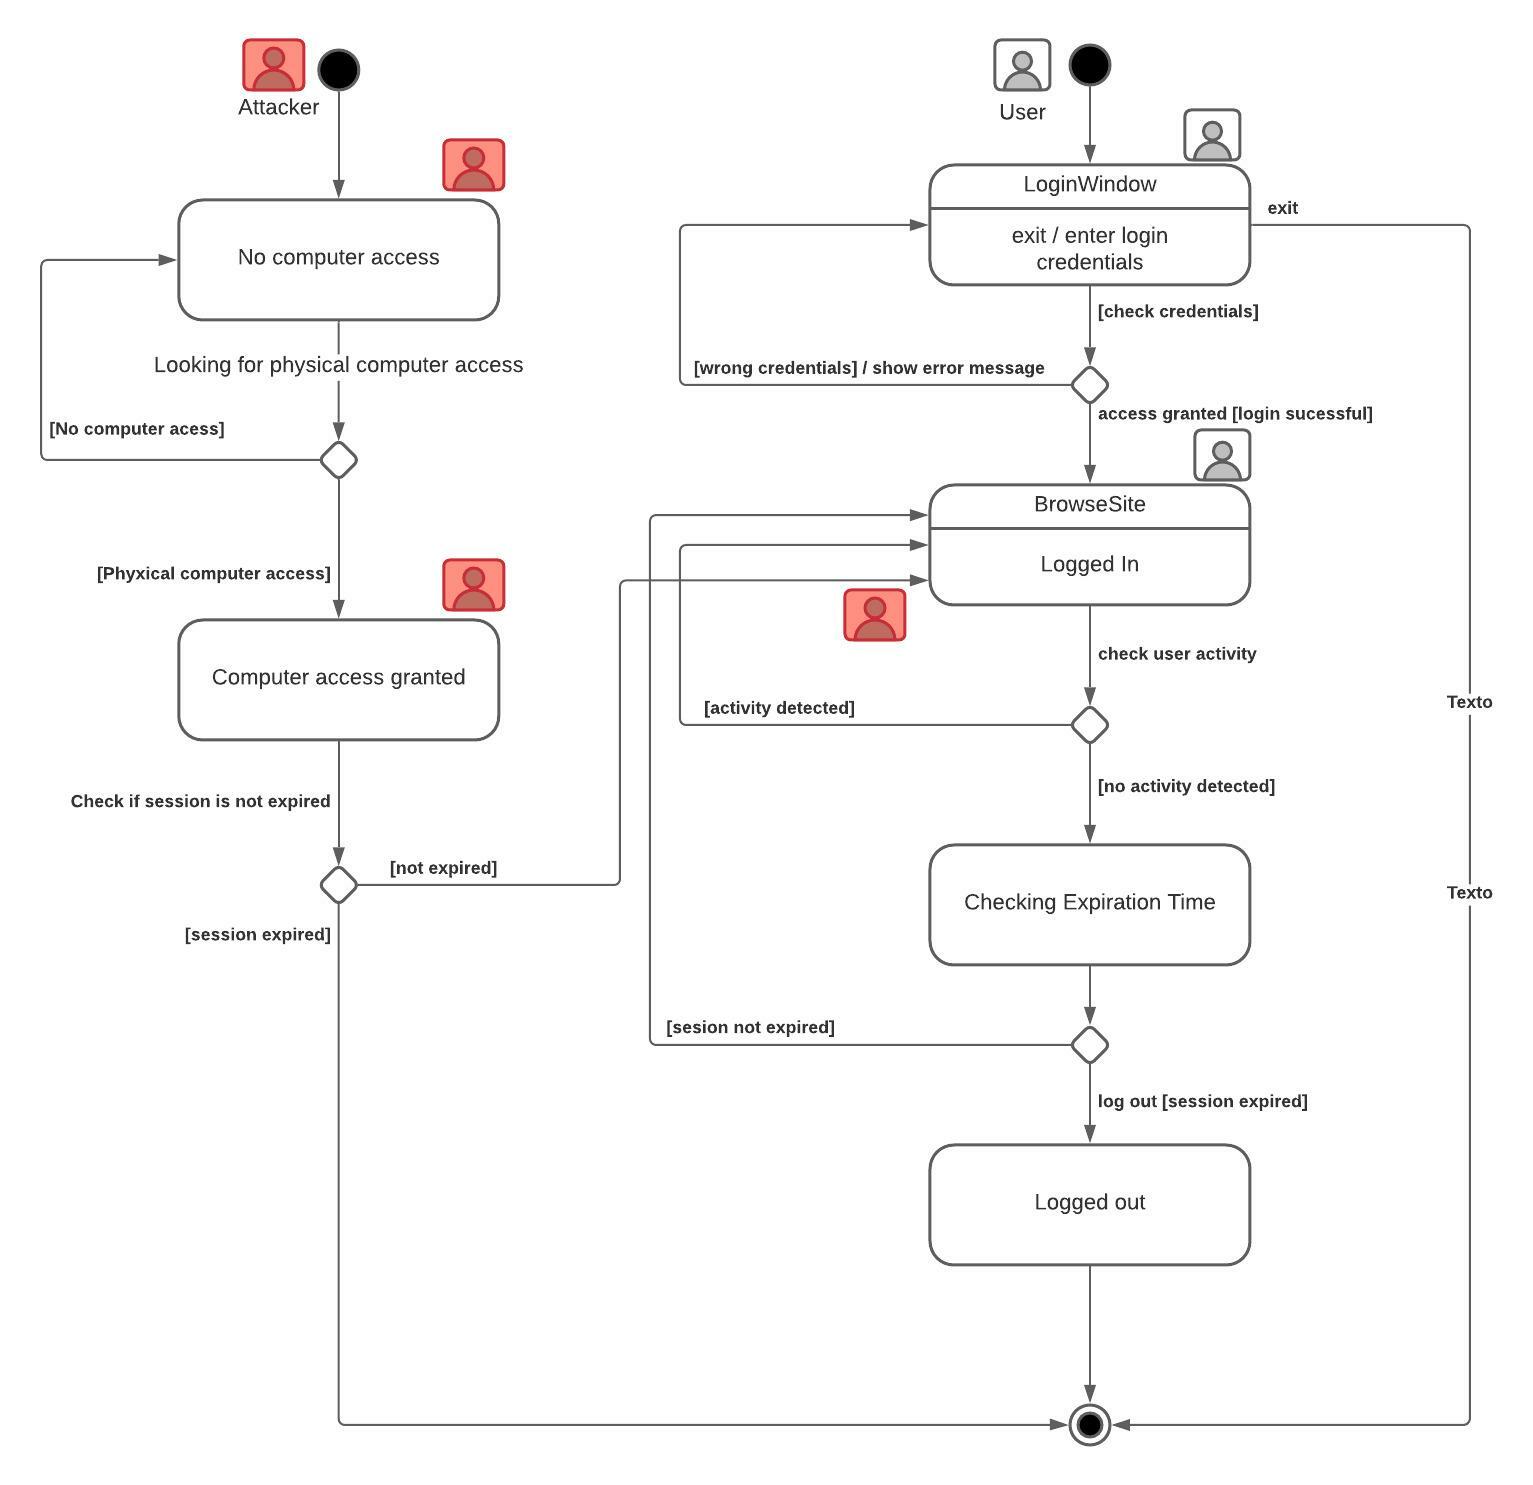 Attacker
User
LoginWindow
exit
exit / enter login
credentials
No computer access
[check credentials]
Looking for physical computer access
[wrong credentials] / show error message
access granted [login sucessful]
[No computer acess]
BrowseSite
Logged In
[Phyxical computer access]
check user activity
Computer access granted
[activity detected]
Texto
[no activity detected]
Check if session is not expired
[not expired]
Texto
Checking Expiration Time
[session expired]
[sesion not expired]
log out [session expired]
Logged out